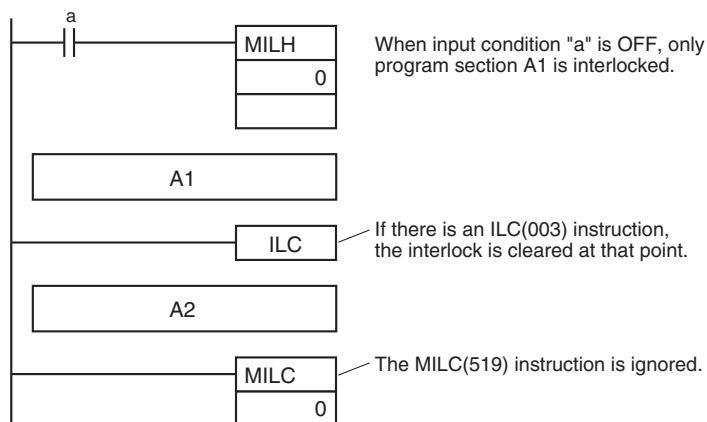 a
MILH
When input condition "a" is OFF, only
program section A1 is interlocked.
0
A1
ILC
If there is an ILC(003) instruction,
the interlock is cleared at that point.
A2
MILC
The MILC(519) instruction is ignored.
0